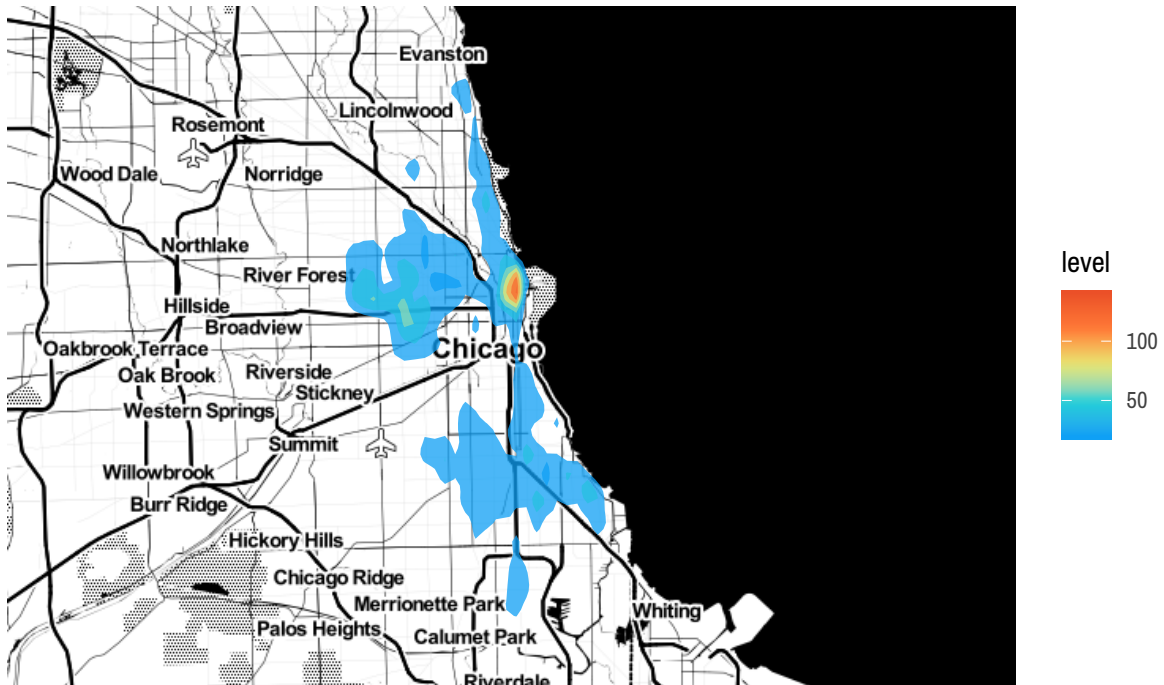 Evanston
Lincolnwood
Rosemont
Wood Dale
Norridge
Northlake
River Forest
level
Hillside
Broadview
100
Oakbrook Terrace
Chicago
Oak Brook
Riverside
Stickney
50
Western Springs
Summit
Willowbrook
Burr Ridge
Hickory Hills
Chicago Ridge
Merrionette Park
Whiting
Palos Heights
Calumet Park
Riverdale